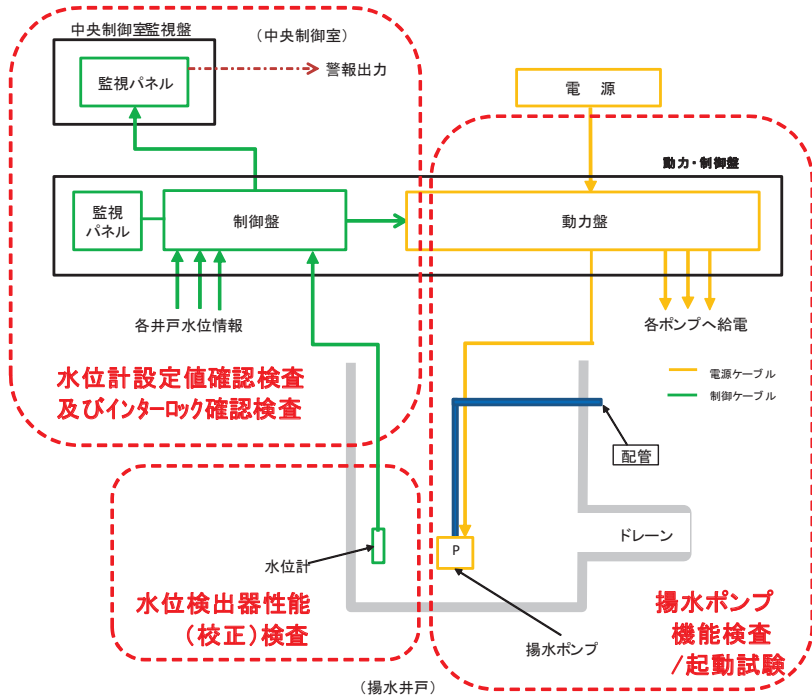 中央制御室監視盤
（中央制御室）
監視パネル
警報出力
電　源
動力・制御盤
監視
パネル
制御盤
動力盤
各井戸水位情報
各ポンプへ給電
水位計設定値確認検査
及びインターロック確認検査
電源ケーブル
制御ケーブル
配管
水位計
P
ドレーン
水位検出器性能
（校正）検査
揚水ポンプ
揚水ポンプ
機能検査
/起動試験
（揚水井戸）